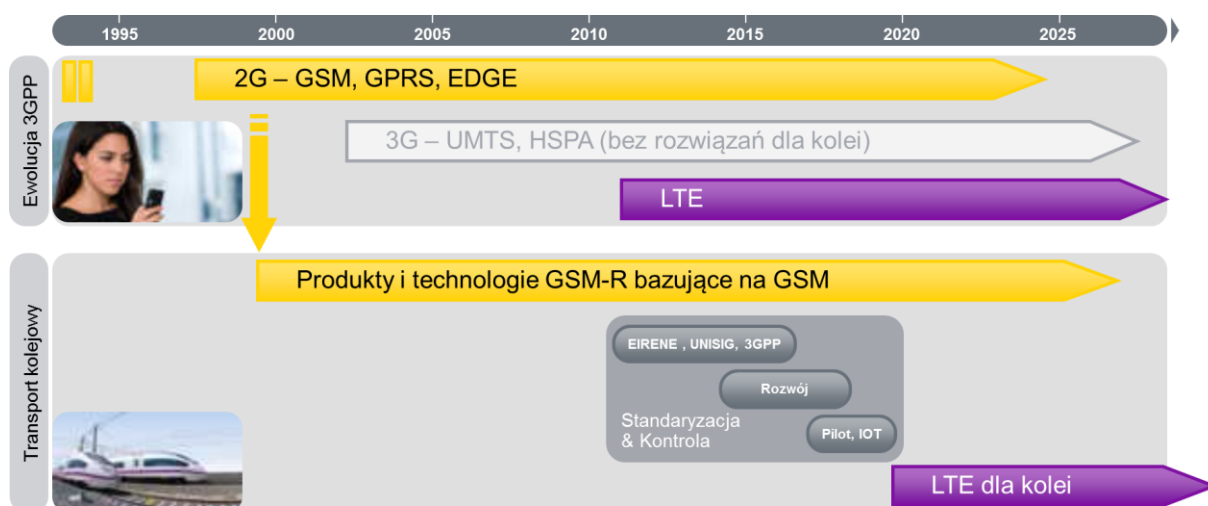 1995 2000 2005 2010 2015 2020 2025
Ewolucja 3GPP
2G – GSM, GPRS, EDGE
3G – UMTS, HSPA (bez rozwiązań dla kolei)
LTE
Transport kolejowy
Produkty i technologie GSM-R bazujące na GSM
EIRENE , UNISIG, 3GPP
Rozwój
Standaryzacja
& Kontrola
Pilot, IOT
LTE dla kolei